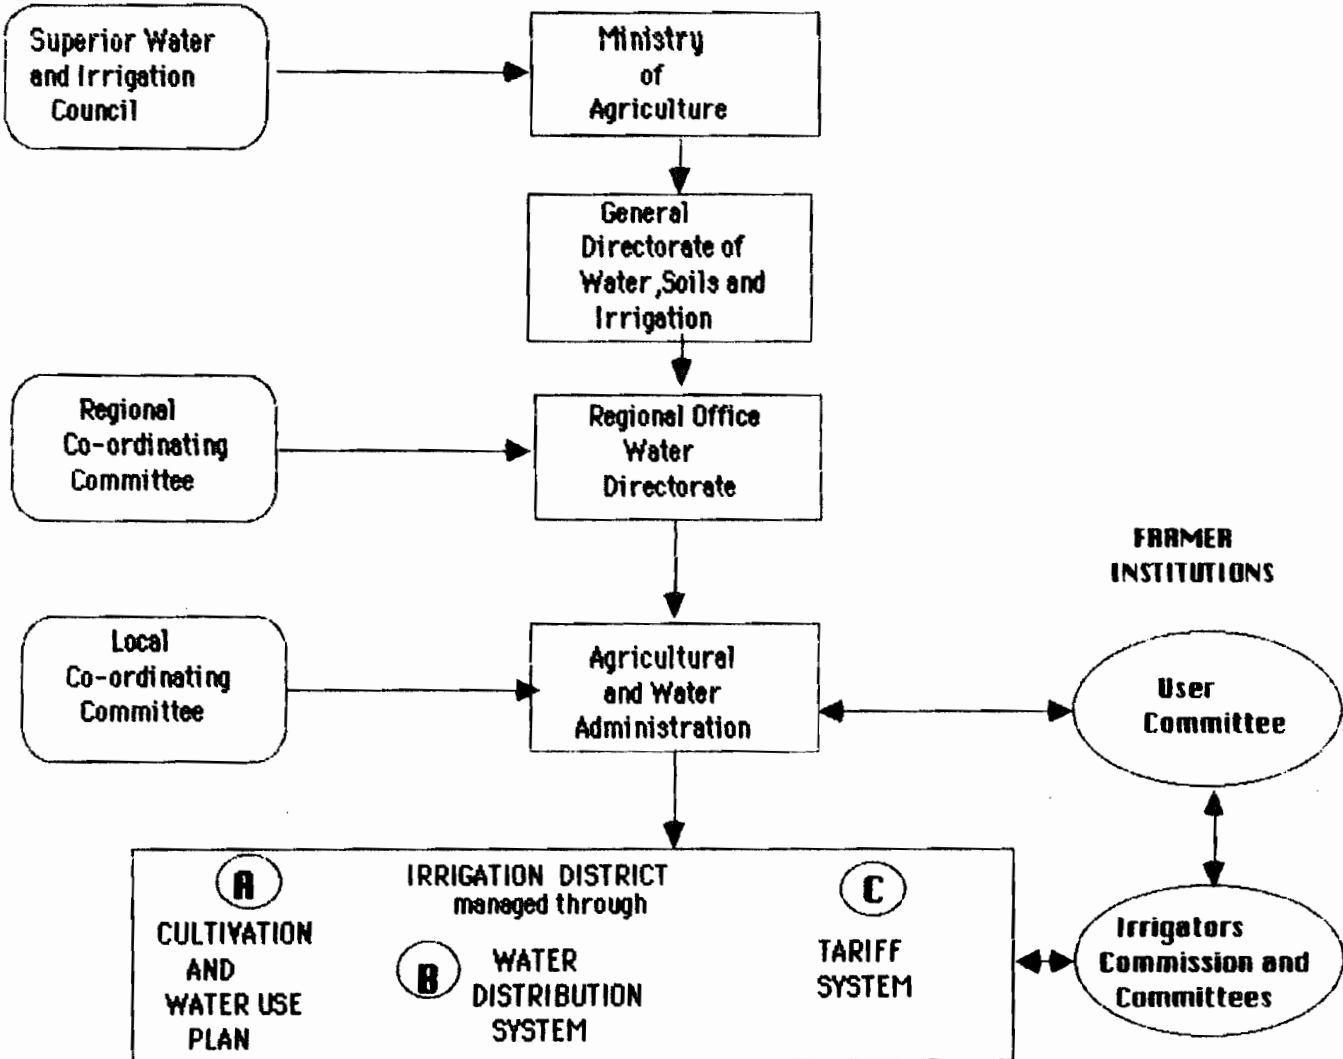 Superior Water
and Irrigation
Council
Ministry
of
Agriculture
General
Directorate of
Water, Soils and
Irrigation
Regional
Co-ordinating
Committee
Regional Office
Water
Directorate
FARMER
INSTITUTIONS
Local
Co-ordinating
Committee
Agricultural
and Water
Administration
User
Committee
A
CULTIVATION
AND
WATER USE
PLAN
IRRIGATION DISTRICT
managed through
B
WATER
DISTRIBUTION
SYSTEM
C
TARIFF
SYSTEM
Irrigators
Commission and
Committees